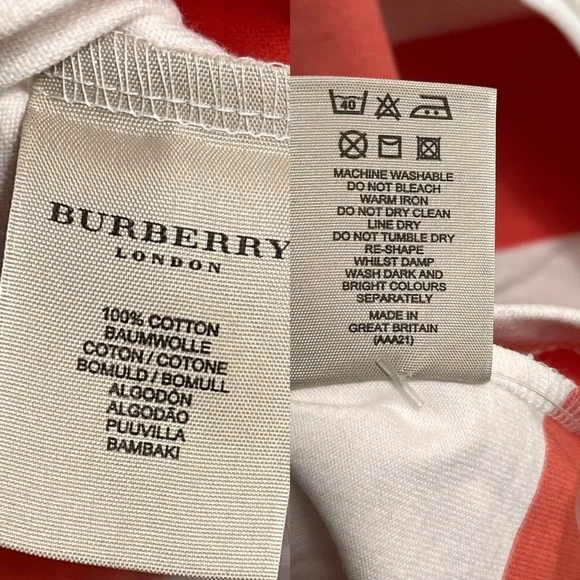 BURBERRY
LONDON
100% COTTON
BAUMWOLLE
COTON / COTONE
BOMULD / BOMULL
ALGODÓN
ALGODÃO
PUUVILLA
BAMBAKI
40
MACHINE WASHABLE
DO NOT BLEACH
WARM IRON
DO NOT DRY CLEAN
LINE DRY
DO NOT TUMBLE DRY
RE-SHAPE
WHILST DAMP
WASH DARK AND
BRIGHT COLOURS
SEPARATELY
MADE IN
GREAT BRITAIN
(AAA21)